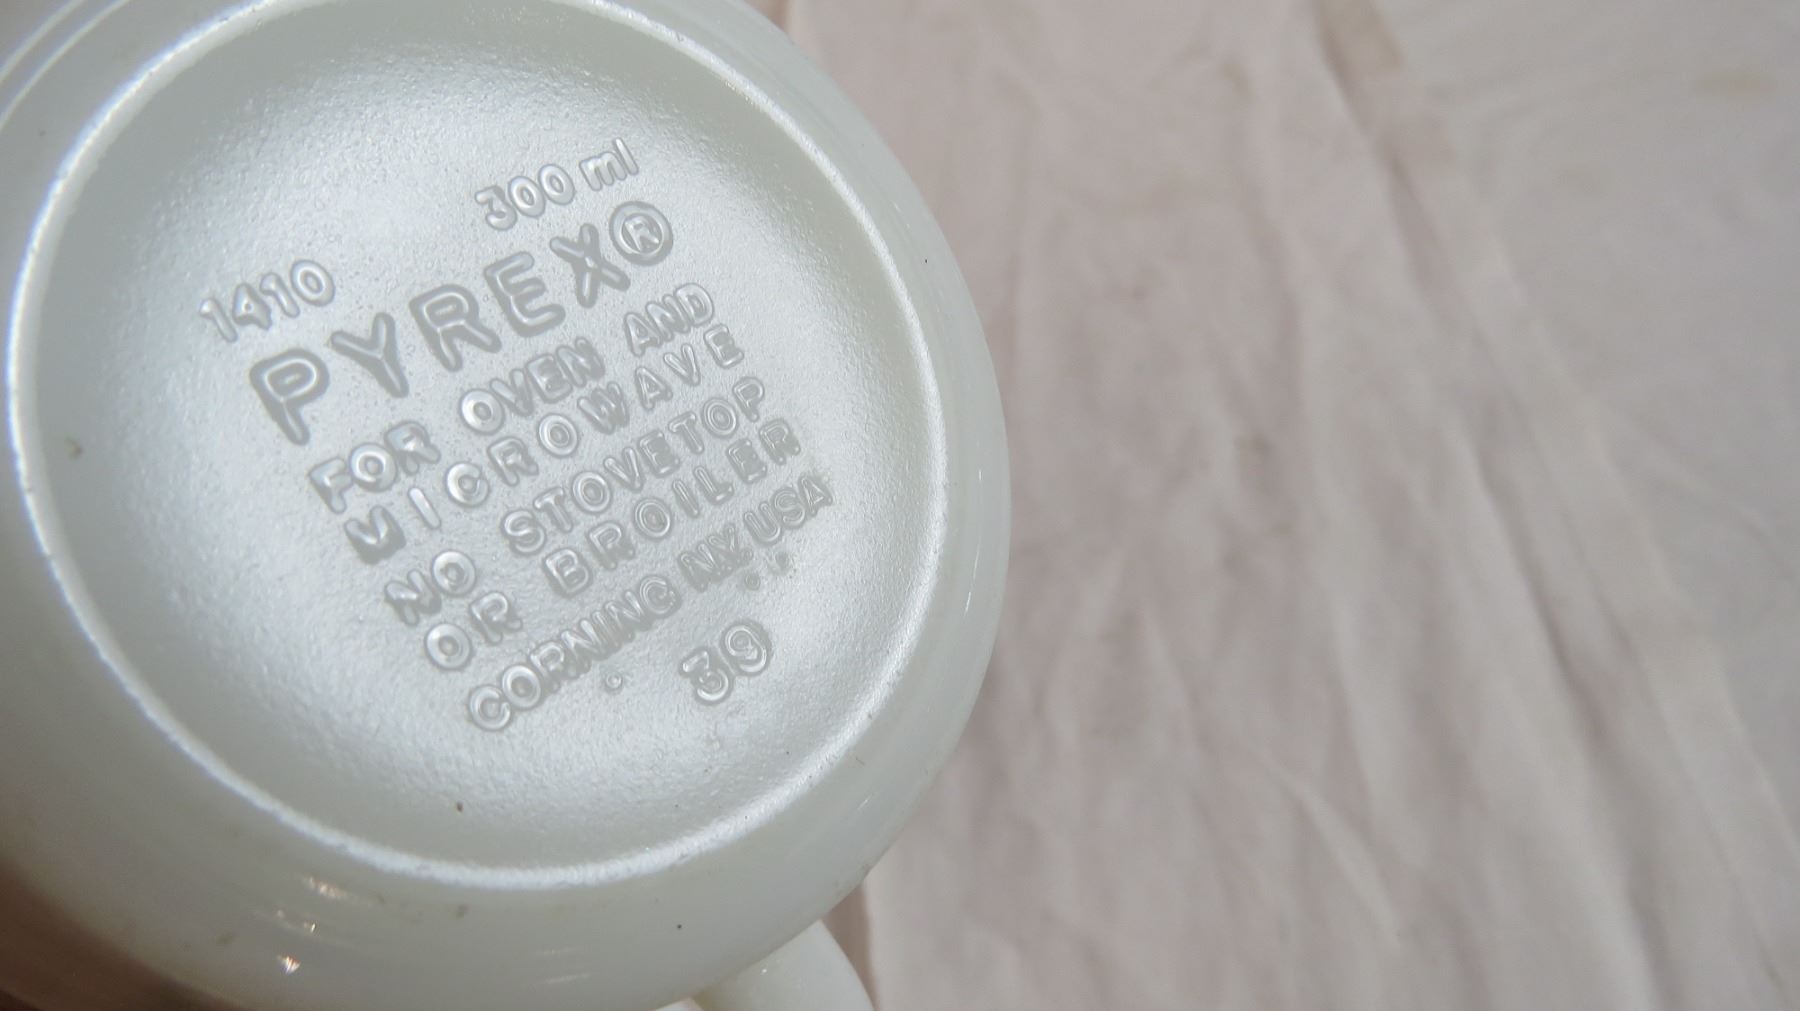 300 ml
1410
PYREX®
FOR OVEN AND
MICROWAVE
NO STOVETOP
OR BROILER
CORNING NY USA
39